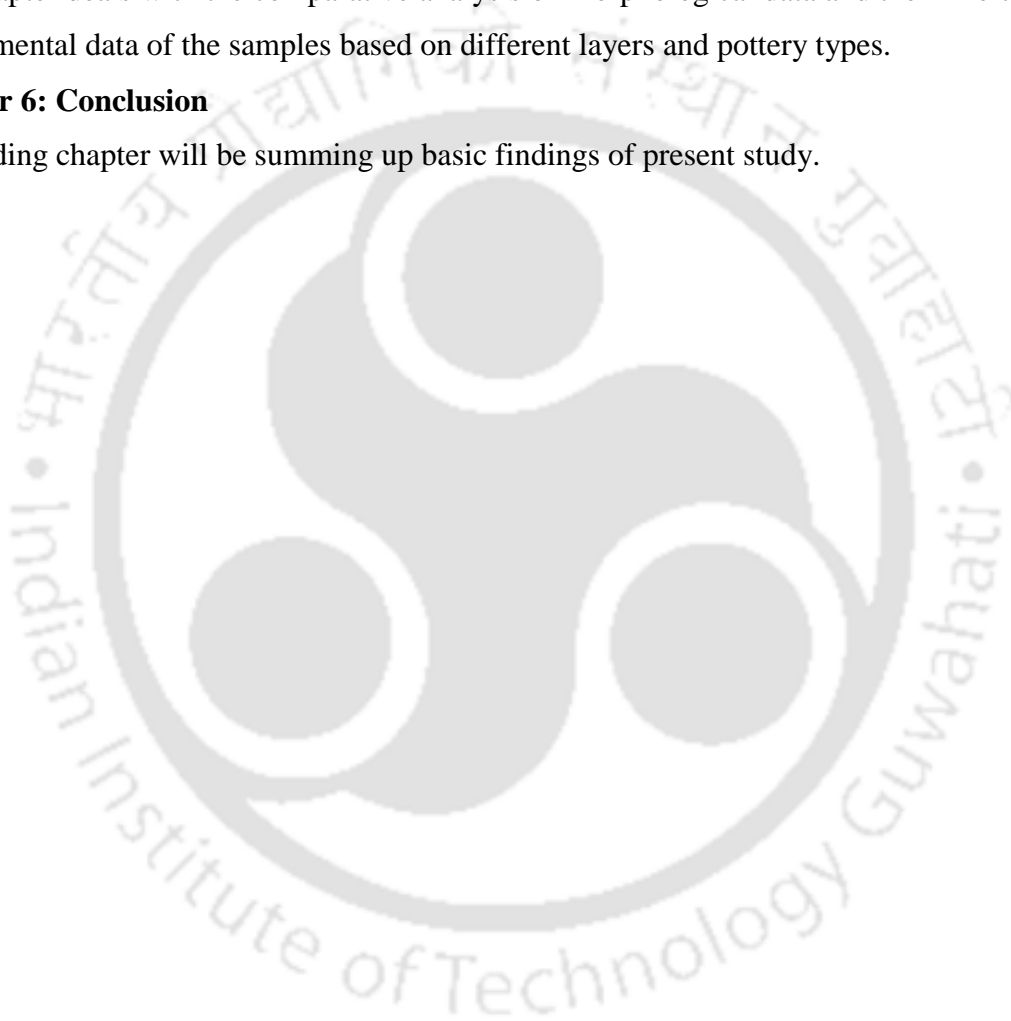 mental data of the samples based on different layers and pottery types.
r 6: Conclusion
ding chapter will be summing up basic findings of present study.
भारतीय प्रौद्योगिकी संस्थान गुवाहाटी
Indian Institute of Technology Guwahati